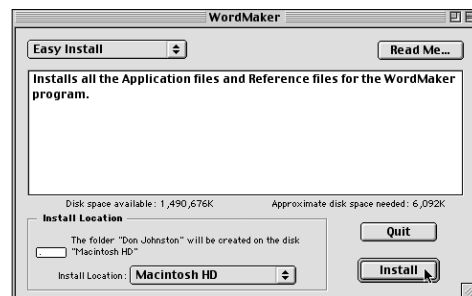 WordMaker
Easy Install
Read Me...
Installs all the Application files and Reference files for the WordMaker
program.
Disk space available: 1,490,676K
Approximate disk space needed: 6,092K
Install Location
The folder "Don Johnston" will be created on the disk
"Macintosh HD"
Install Location: Macintosh HD
Quit
Install